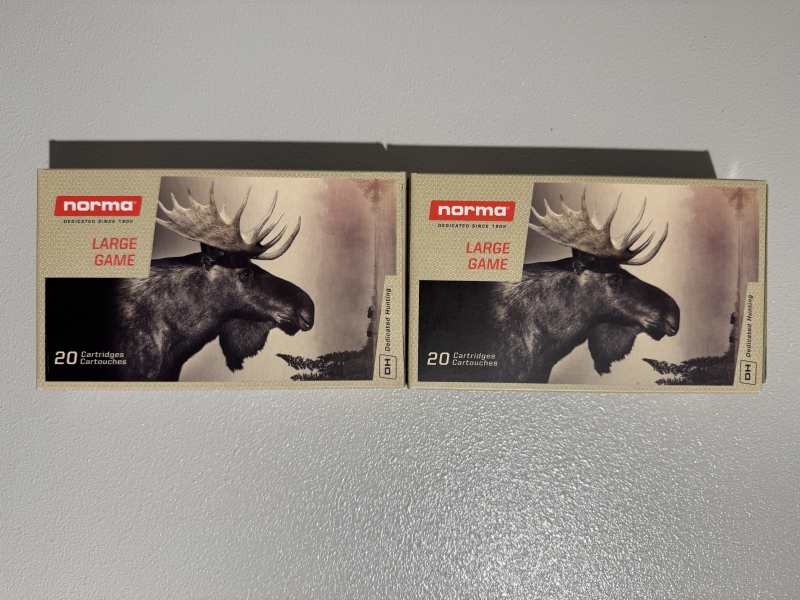 norma
DEDICATED SINCE 1902
LARGE
GAME
20 Cartridges
Cartouches
DH Dedicated Hunting
norma
DEDICATED SINCE 1902
LARGE
GAME
20 Cartridges
Cartouches
DH Dedicated Hunting